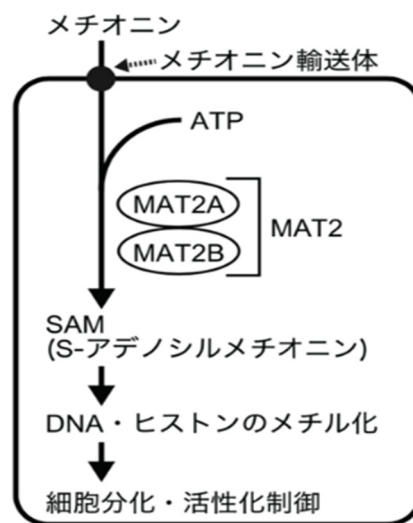 メチオニン
メチオニン輸送体
ATP
MAT2A
MAT2B
MAT2
SAM
(S-アデノシルメチオニン)
DNA・ヒストンのメチル化
細胞分化・活性化制御